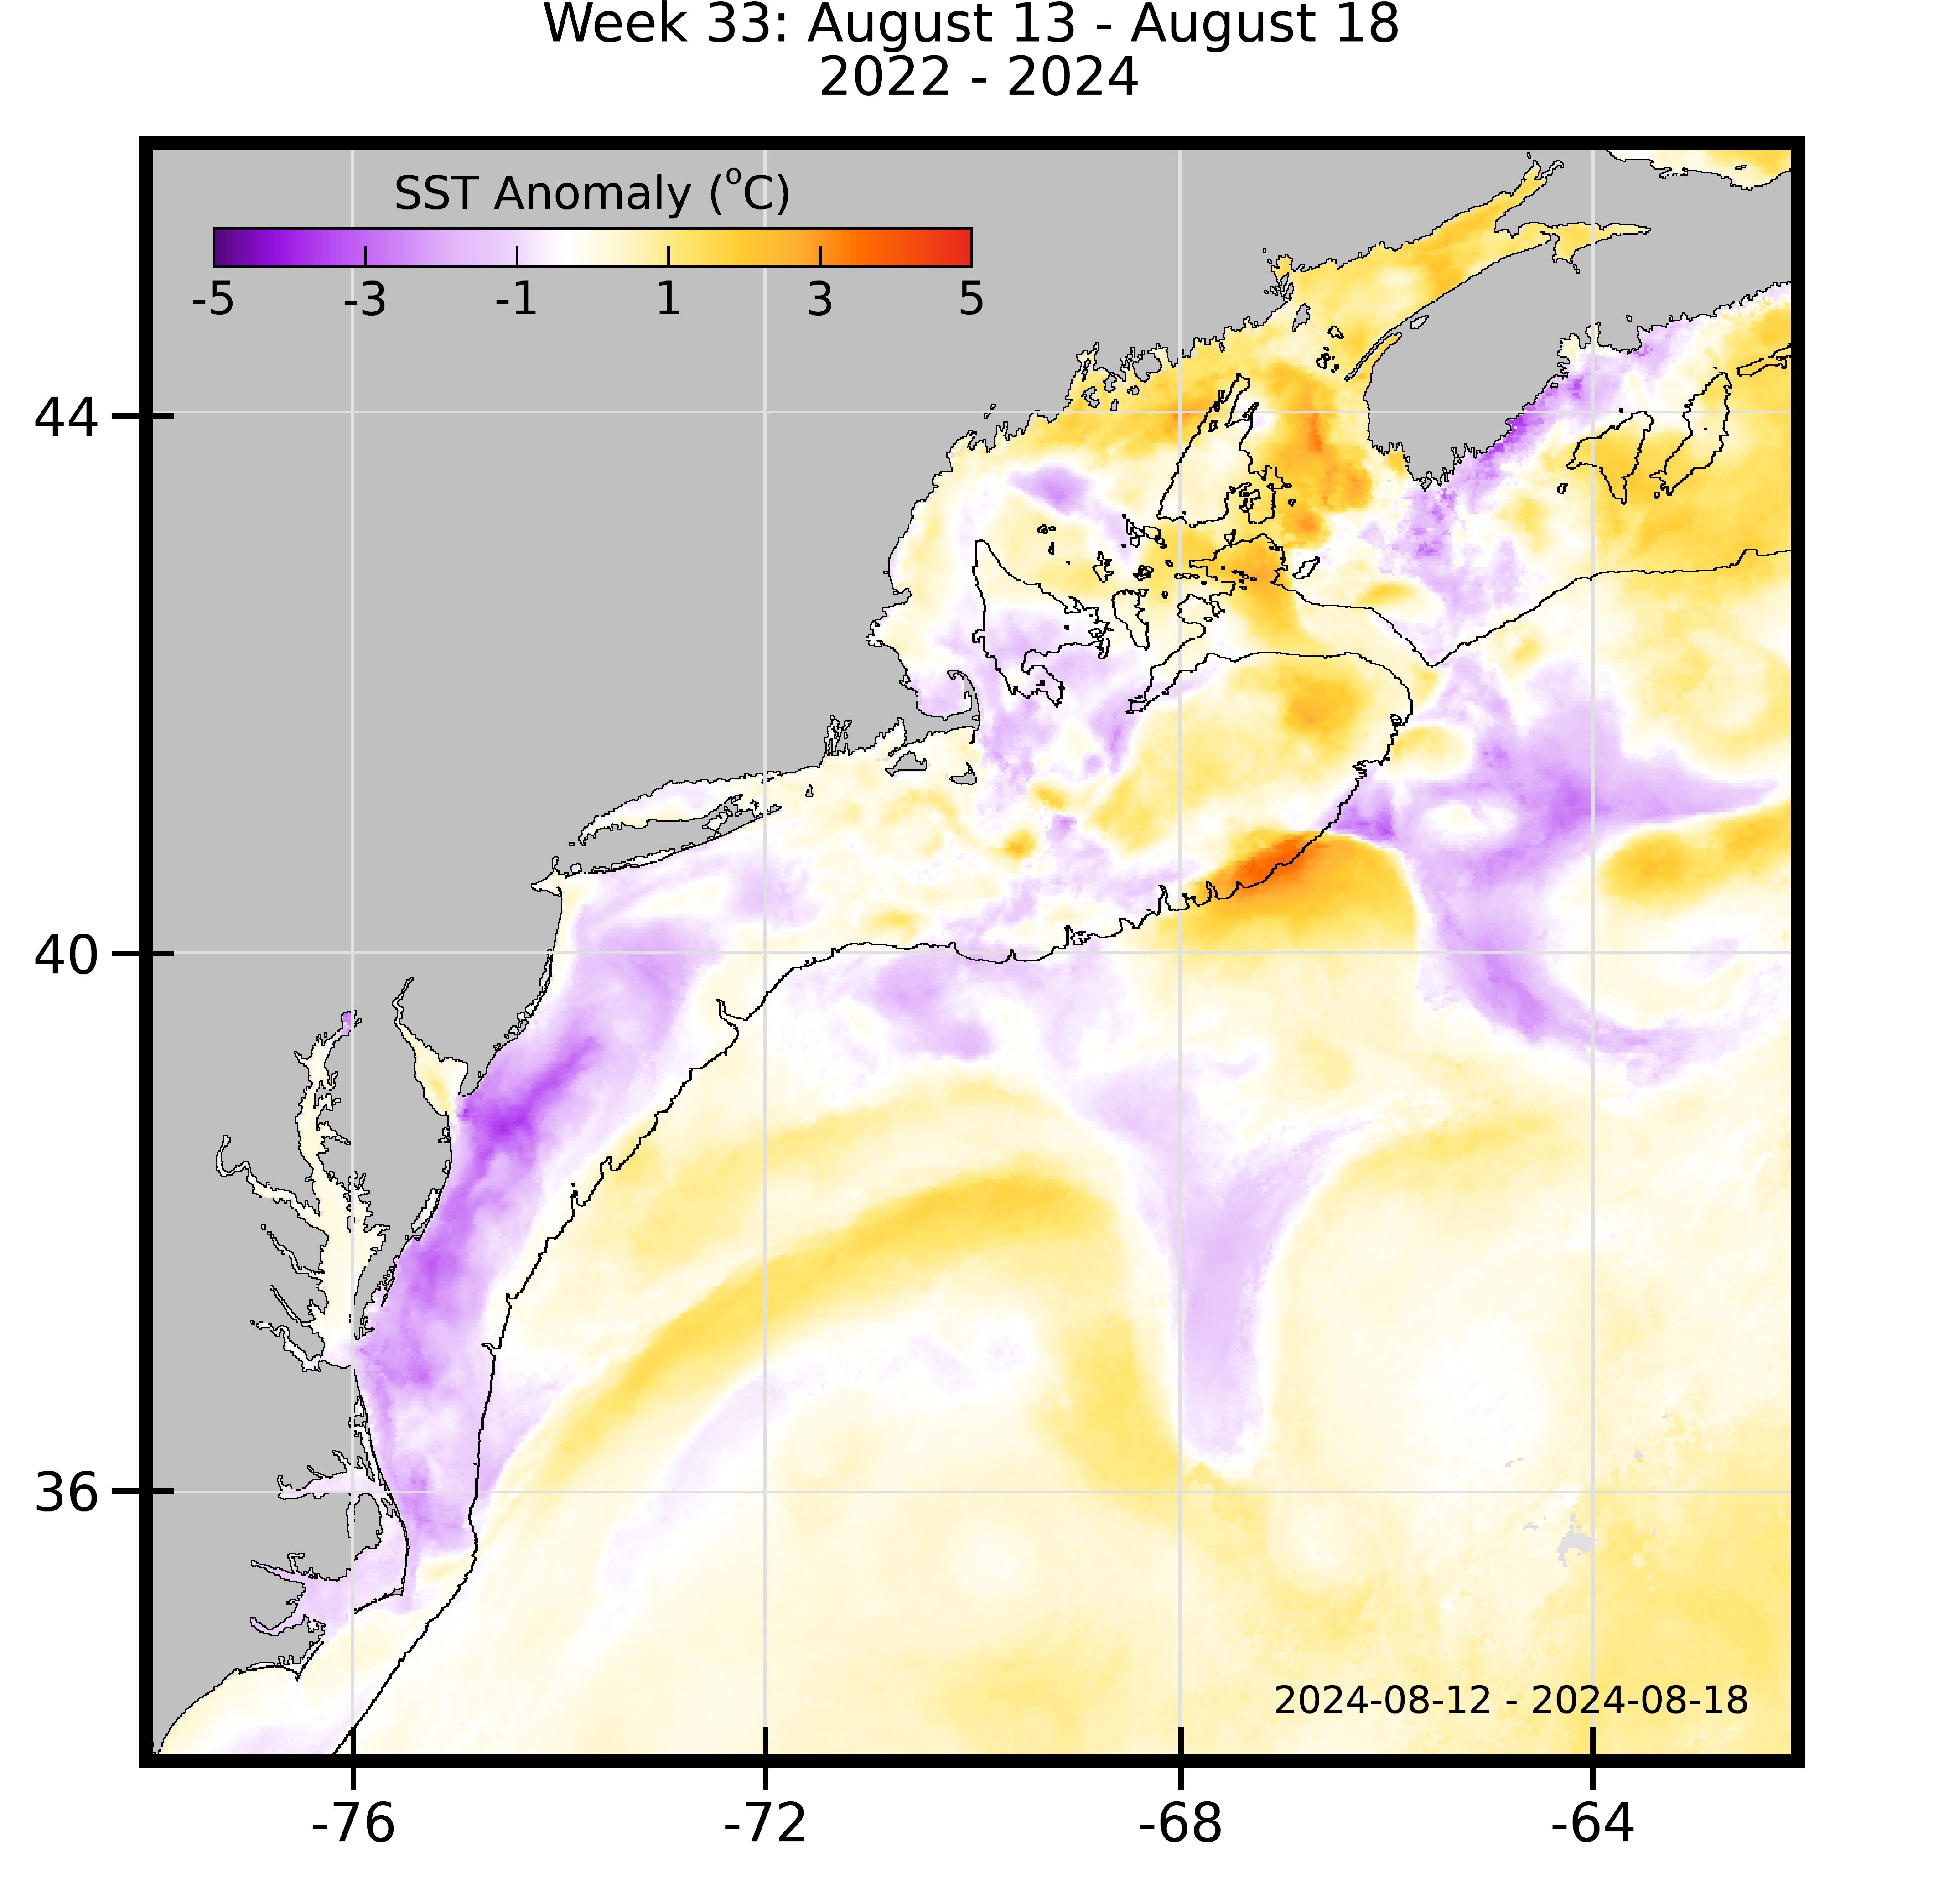 Week 33: August 13 - August 18
2022 - 2024
SST Anomaly (°C)
-5 -3 -1 1 3 5
44
40
36
2024-08-12 - 2024-08-18
-76 -72 -68 -64